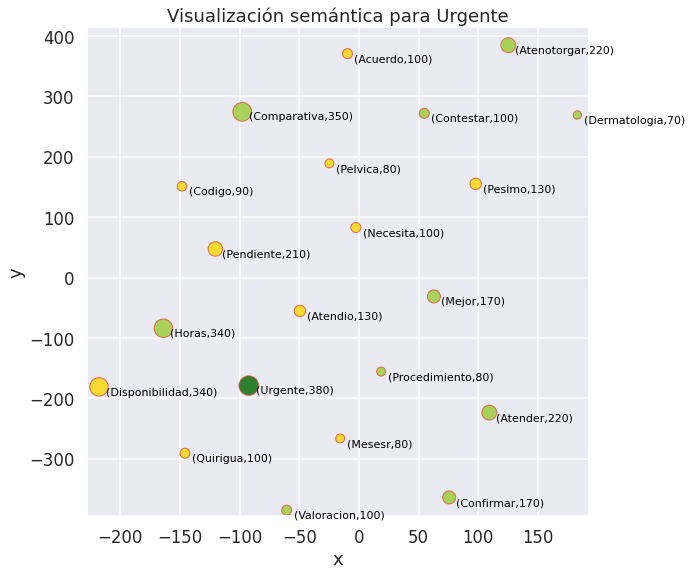 Visualización semántica para Urgente
400
300
200
100
0
−100
−200
−300
y
(Atenotorgar,220)
(Acuerdo,100)
(Comparativa,350)
(Contestar,100)
(Dermatologia,70)
(Pelvica,80)
(Codigo,90)
(Pesimo,130)
(Necesita,100)
(Pendiente,210)
(Mejor,170)
(Atendio,130)
(Horas,340)
(Procedimiento,80)
(Disponibilidad,340)
(Urgente,380)
(Atender,220)
(Mesesr,80)
(Quirigua,100)
(Confirmar,170)
(Valoracion,100)
−200 −150 −100 −50 0 50 100 150
x